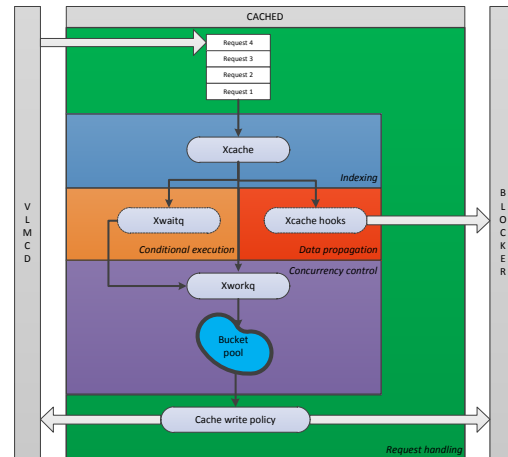 CACHED
Request 4
Request 3
Request 2
Request 1
Xcache
Indexing
V
L
M
C
D
B
L
O
C
K
E
R
Xwaitq
Xcache hooks
Conditional execution
Data propagation
Concurrency control
Xworkq
Bucket
pool
Cache write policy
Request handling